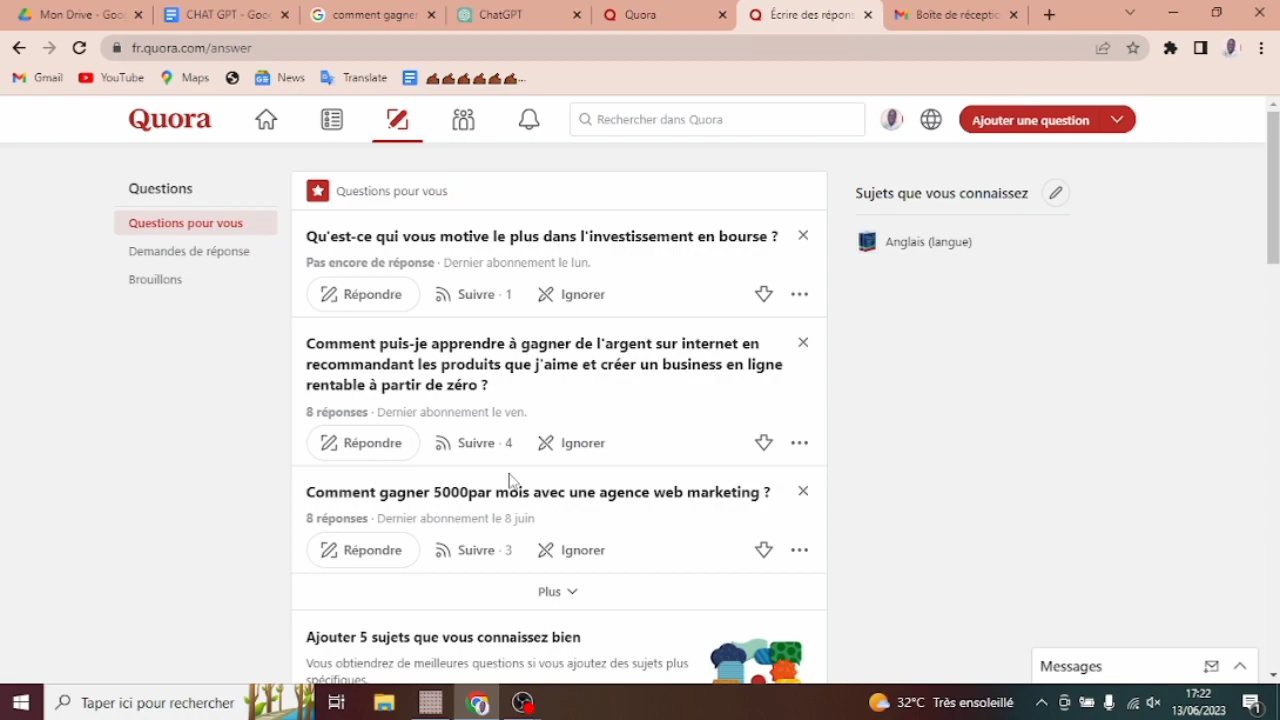 Mon Drive - Goo
CHAT GPT - Goo
comment gagner
ChatGPT
Quora
Écrire des répon
Boîte de réceptio
fr.quora.com/answer
Gmail
YouTube
Maps
News
Translate
Quora
Rechercher dans Quora
Ajouter une question
Questions
Questions pour vous
Demandes de réponse
Brouillons
Questions pour vous
Qu'est-ce qui vous motive le plus dans l'investissement en bourse ?
Pas encore de réponse · Dernier abonnement le lun.
Répondre
Suivre · 1
Ignorer
Comment puis-je apprendre à gagner de l'argent sur internet en
recommandant les produits que j'aime et créer un business en ligne
rentable à partir de zéro ?
8 réponses · Dernier abonnement le ven.
Répondre
Suivre · 4
Ignorer
Comment gagner 5000par mois avec une agence web marketing ?
8 réponses · Dernier abonnement le 8 juin
Répondre
Suivre · 3
Ignorer
Plus
Ajouter 5 sujets que vous connaissez bien
Vous obtiendrez de meilleures questions si vous ajoutez des sujets plus
spécifiques.
Sujets que vous connaissez
Anglais (langue)
Messages
Taper ici pour rechercher
32°C Très ensoleillé
17:22
13/06/2023
1